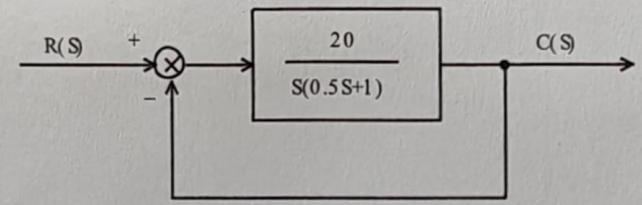 R(S)
+
20
C(S)
S(0.5S+1)
−